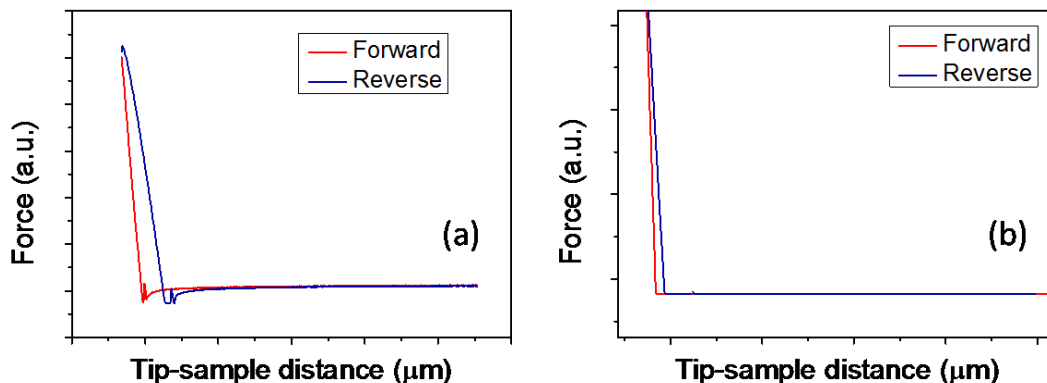 Forward
Reverse
Force (a.u.)
(a)
Tip-sample distance (μm)
Forward
Reverse
Force (a.u.)
(b)
Tip-sample distance (μm)